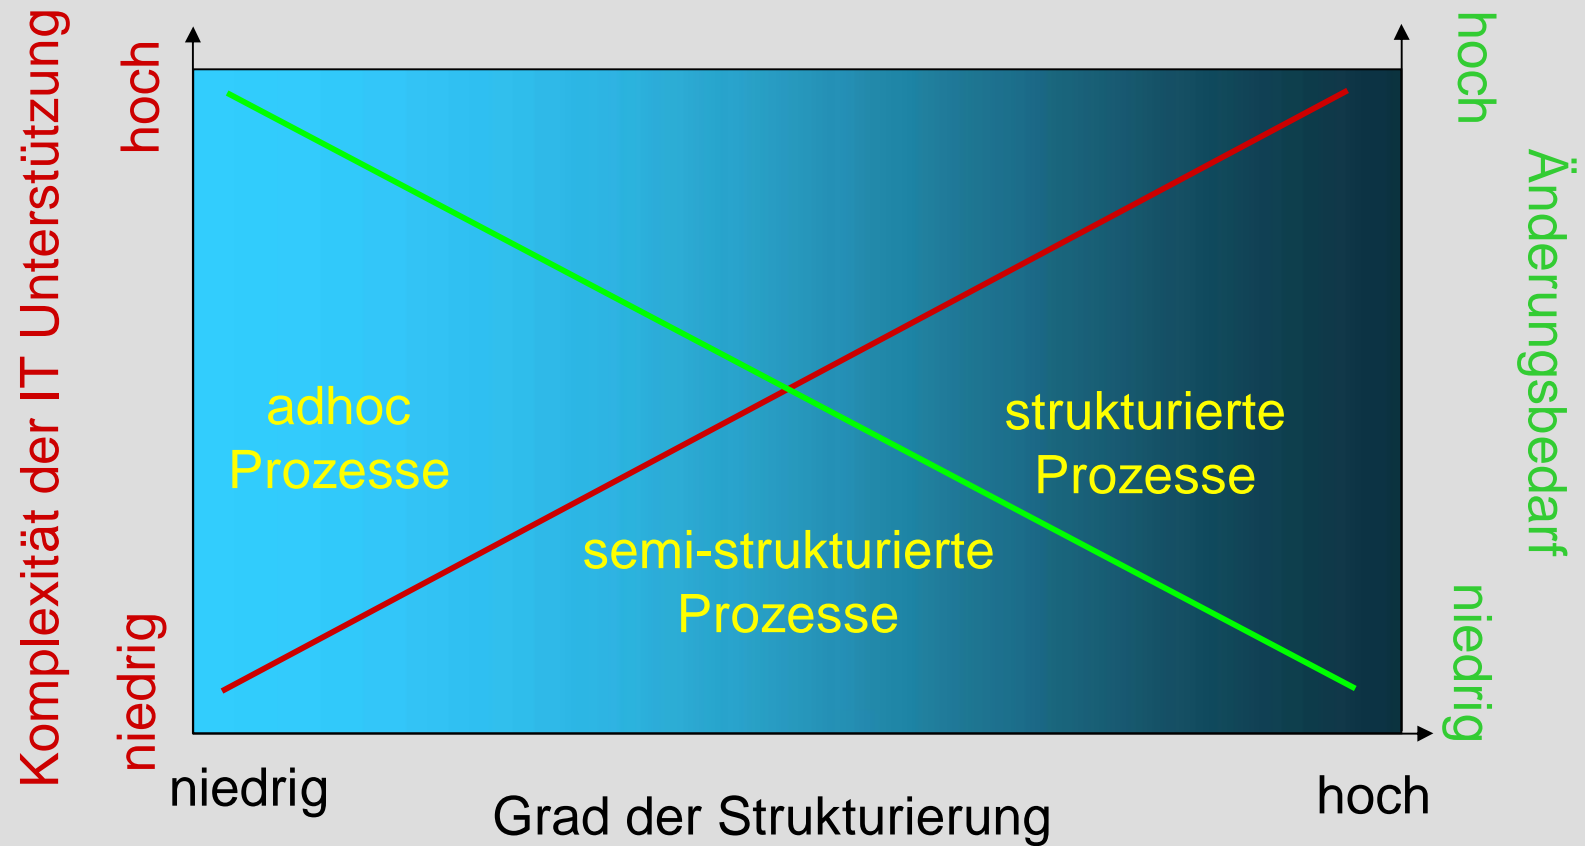 Komplexität der IT Unterstützung
hoch
niedrig
adhoc
Prozesse
semi-strukturierte
Prozesse
strukturierte
Prozesse
hoch
niedrig
Änderungsbedarf
niedrig
Grad der Strukturierung
hoch